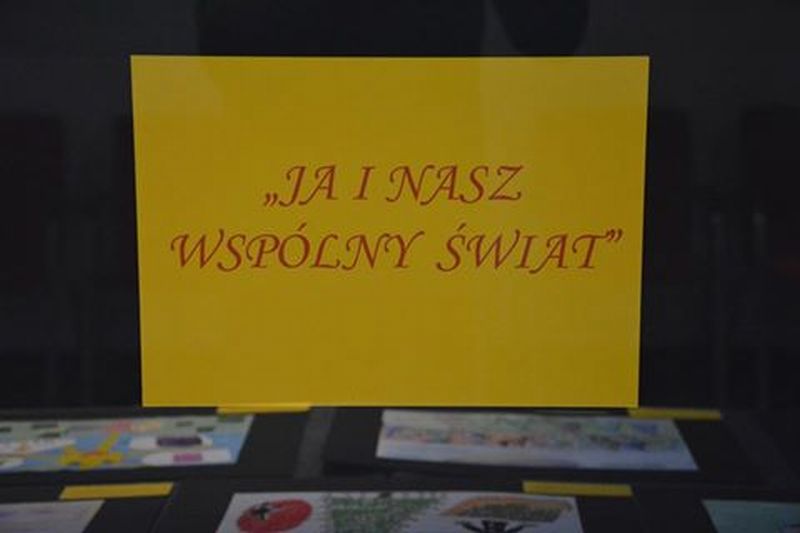 „JA I NASZ
WSPÓLNY ŚWIAT”